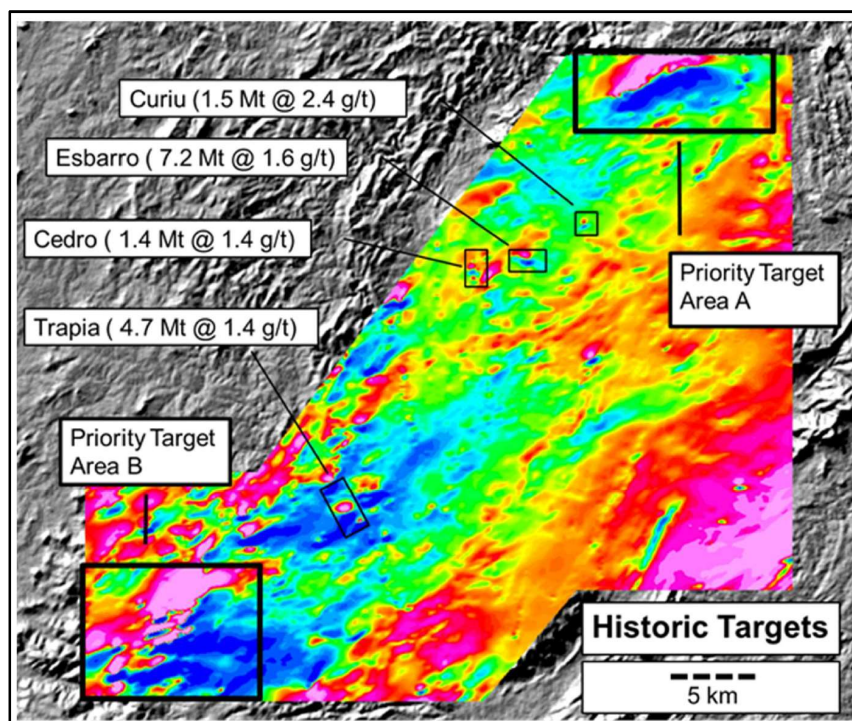 Curiu (1.5 Mt @ 2.4 g/t)
Esbarro ( 7.2 Mt @ 1.6 g/t)
Cedro ( 1.4 Mt @ 1.4 g/t)
Priority Target
Area A
Trapia ( 4.7 Mt @ 1.4 g/t)
Priority Target
Area B
Historic Targets
5 km